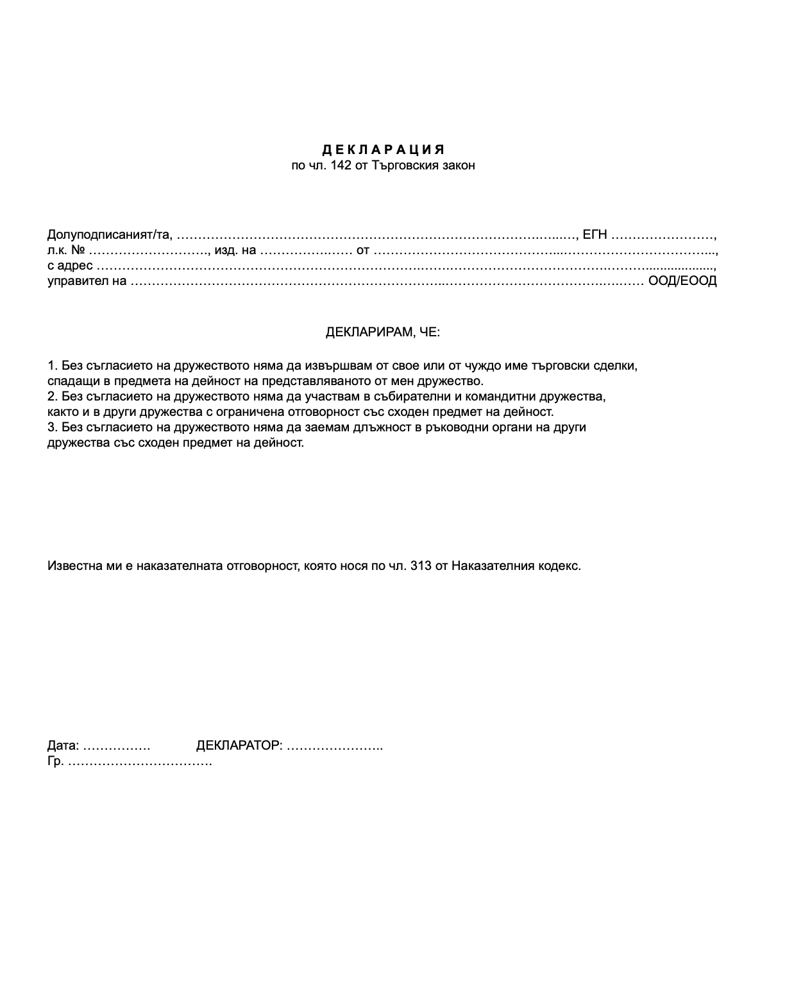 Д Е К Л А Р А Ц И Я
по чл. 142 от Търговския закон
Долуподписаният/та, ……………………………………………………………………….…...…, ЕГН ……………………,
л.к. № ………………………., изд. на …………….…… от ……………………………………...……………………………...,
с адрес ………………………………………………………………………….…………………………………….....................,
управител на ……………………………………………………………….……………………………….….…… ООД/ЕООД
ДЕКЛАРИРАМ, ЧЕ:
1. Без съгласието на дружеството няма да извършвам от свое или от чуждо име търговски сделки,
спадащи в предмета на дейност на представляваното от мен дружество.
2. Без съгласието на дружеството няма да участвам в събирателни и командитни дружества,
както и в други дружества с ограничена отговорност със сходен предмет на дейност.
3. Без съгласието на дружеството няма да заемам длъжност в ръководни органи на други
дружества със сходен предмет на дейност.
Известна ми е наказателната отговорност, която нося по чл. 313 от Наказателния кодекс.
Дата: ……………. ДЕКЛАРАТОР: …………………..
Гр. …………………………….